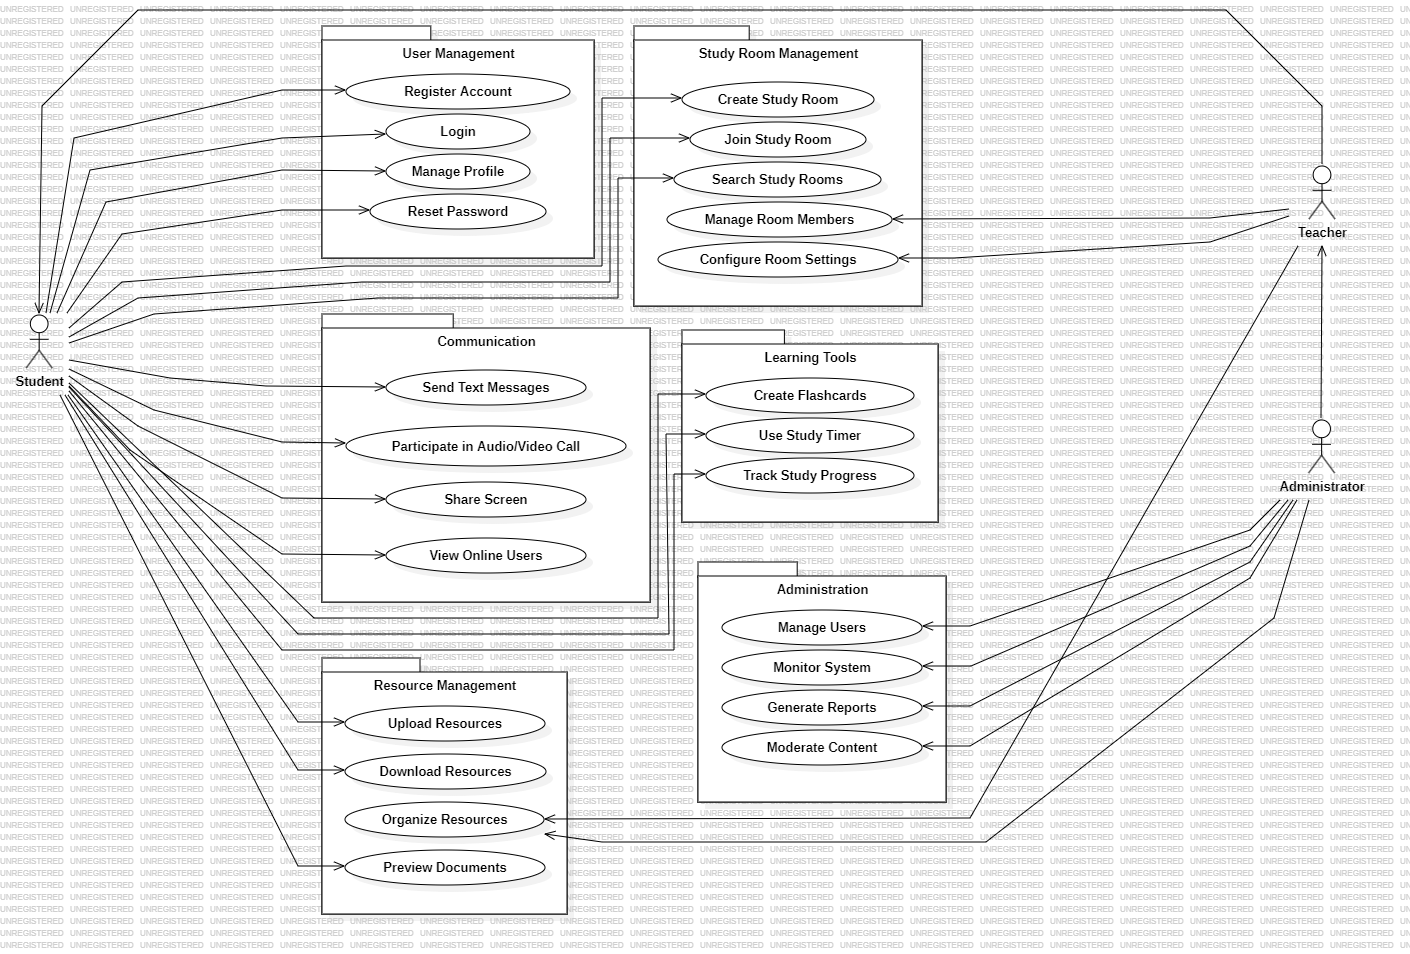 User Management
Register Account
Login
Manage Profile
Reset Password
Study Room Management
Create Study Room
Join Study Room
Search Study Rooms
Manage Room Members
Configure Room Settings
Teacher
Student
Communication
Send Text Messages
Participate in Audio/Video Call
Share Screen
View Online Users
Learning Tools
Create Flashcards
Use Study Timer
Track Study Progress
Administrator
Administration
Manage Users
Monitor System
Generate Reports
Moderate Content
Resource Management
Upload Resources
Download Resources
Organize Resources
Preview Documents
UNREGISTERED